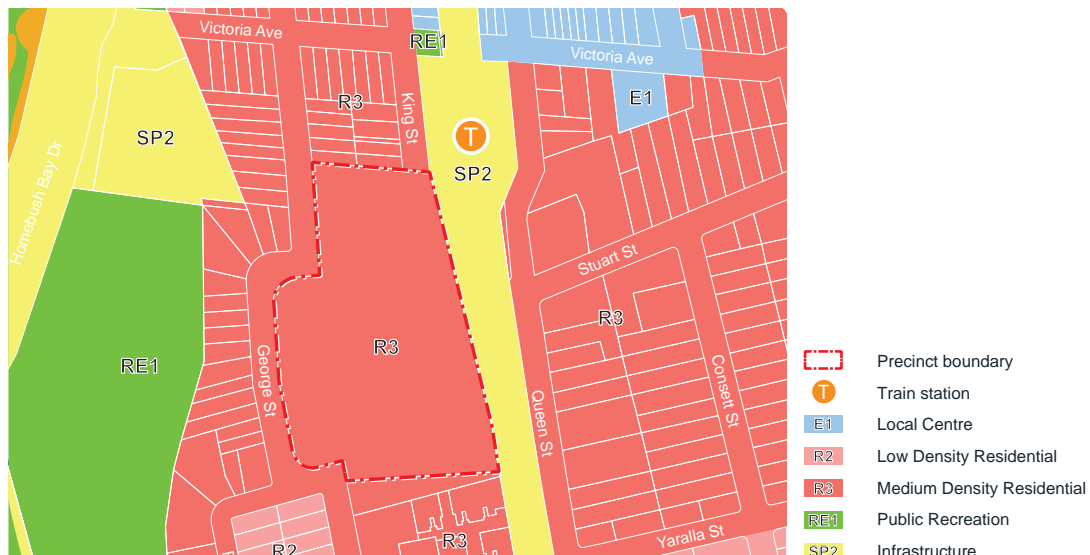 Victoria Ave
RE1
Victoria Ave
R3
King St
E1
SP2
T
SP2
Homebush Bay Dr
Stuart St
R3
R3
RE1
George St
Consett St
Queen St
R2
R3
Yaralla St
Precinct boundary
T Train station
E1 Local Centre
R2 Low Density Residential
R3 Medium Density Residential
RE1 Public Recreation
SP2 Infrastructure